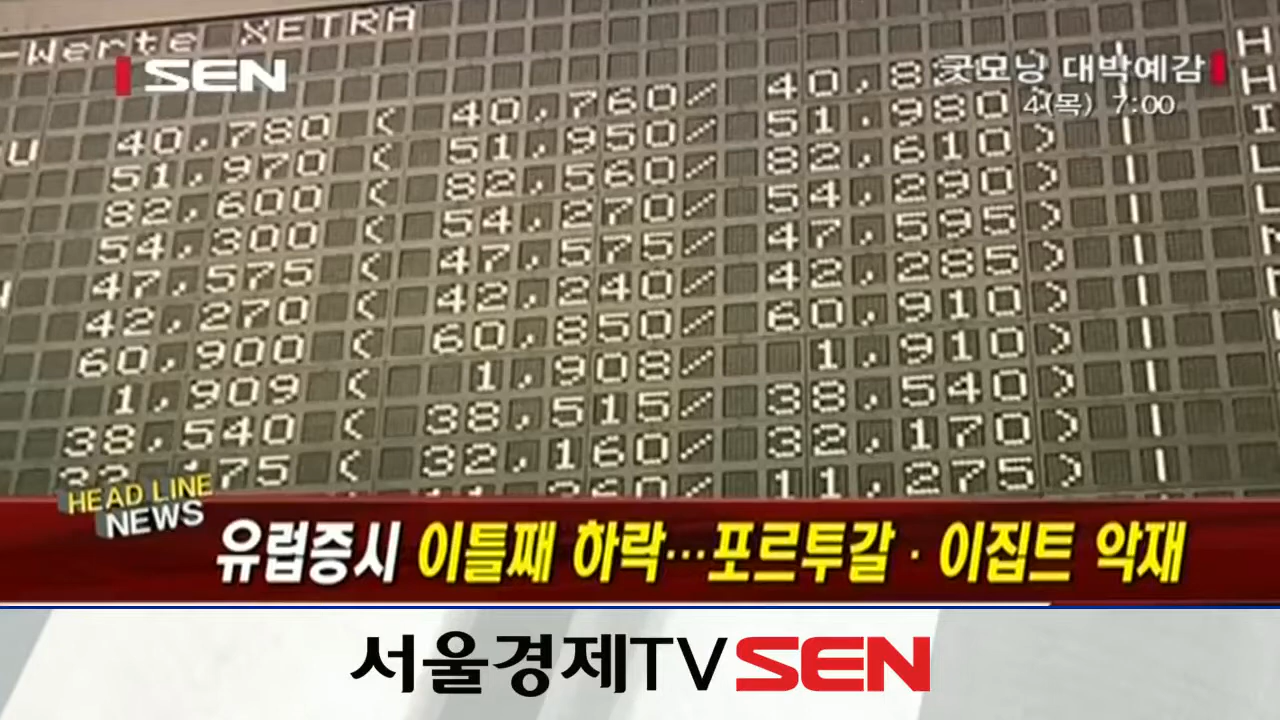 -Werte XETRA
SEN
굿모닝 대박예감
4(목) 7:00
40,780 < 40,760/ 40,8
51,970 < 51,950/ 51,980>
82,600 < 82,560/ 82,610>
54,300 < 54,270/ 54,290>
47,575 < 47,575/ 47,595>
42,270 < 42,240/ 42,285>
60,900 < 60,850/ 60,910>
1,909 < 1,908/ 1,910>
38,540 < 38,515/ 38,540>
175 < 32,160/ 32,170>
11,275>
HEAD LINE
NEWS
유럽증시 이틀째 하락…포르투갈·이집트 악재
서울경제TV SEN